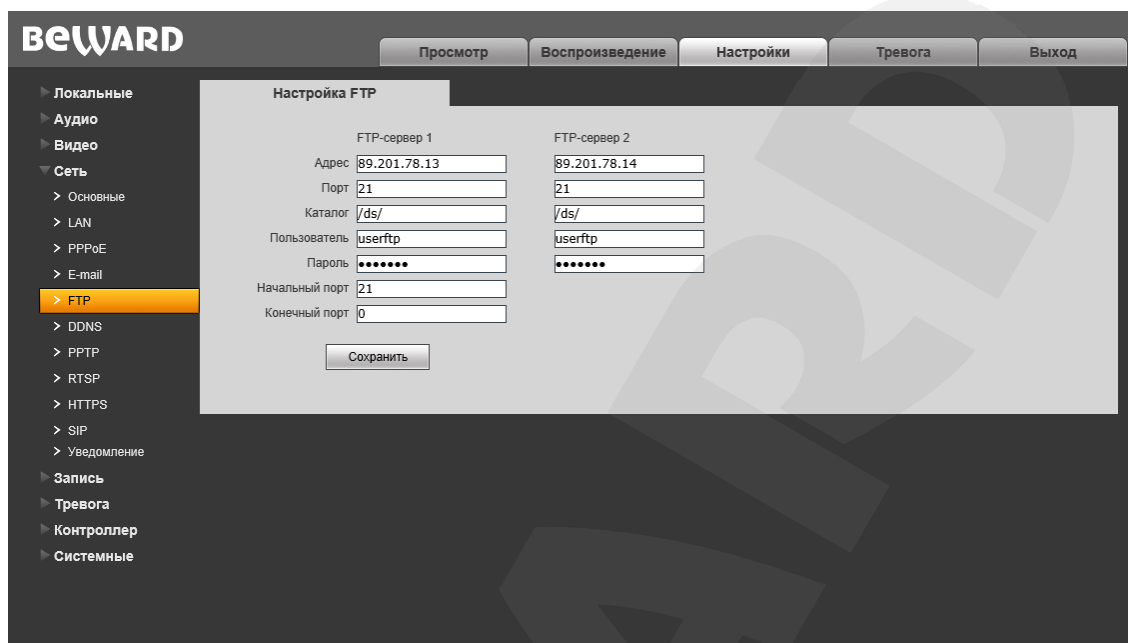 BEWARD
Просмотр
Воспроизведение
Настройки
Тревога
Выход
Локальные
Аудио
Видео
Сеть
> Основные
> LAN
> PPPoE
> E-mail
> FTP
> DDNS
> PPTP
> RTSP
> HTTPS
> SIP
> Уведомление
Запись
Тревога
Контроллер
Системные
Настройка FTP
FTP-сервер 1 FTP-сервер 2
Адрес 89.201.78.13 89.201.78.14
Порт 21 21
Каталог /ds/ /ds/
Пользователь userftp userftp
Пароль ●●●●●●● ●●●●●●●
Начальный порт 21
Конечный порт 0
Сохранить